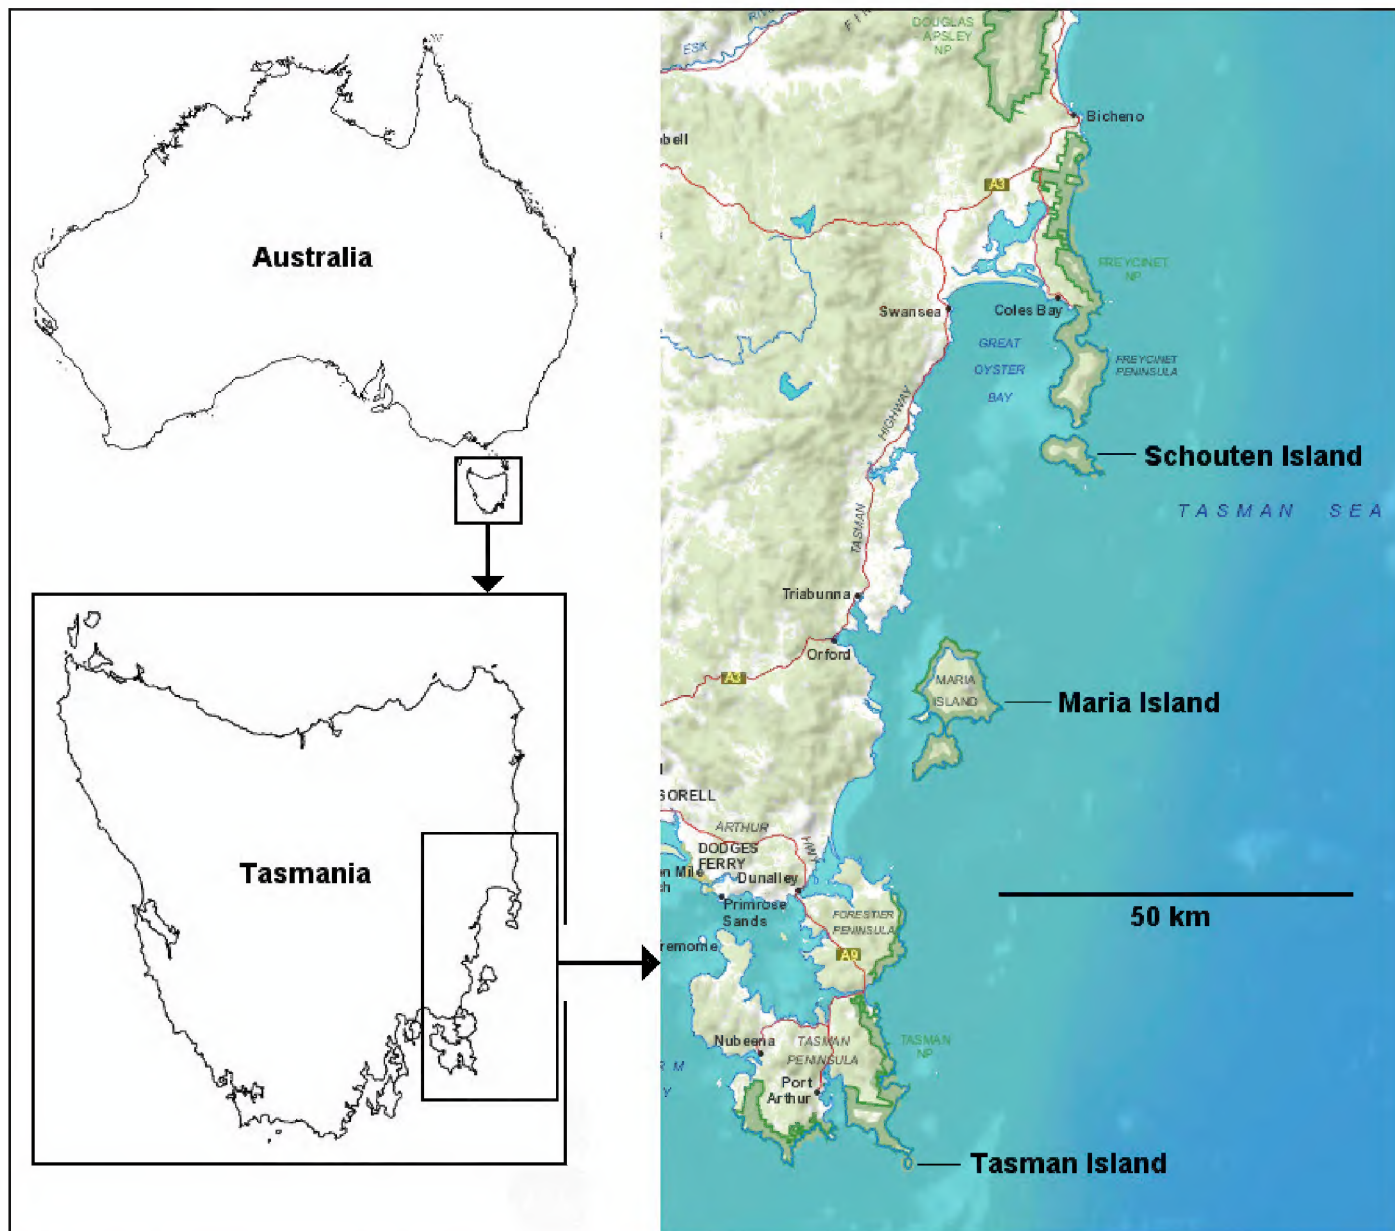 Australia
Tasmania
DOUGLAS
APSLEY
NP
ESK
Bicheno
A3
FREYCINET
NP
Swansea
Coles Bay
GREAT
OYSTER
BAY
FREYCINET
PENINSULA
HIGHWAY
TASMAN
Schouten Island
TASMAN SEA
Triabunna
Orford
A3
MARIA
ISLAND
Maria Island
SORELL
ARTHUR
HWY
DODGES
FERRY
Dunalley
Primrose
Sands
FORESTIER
PENINSULA
A9
50 km
Nubeena
TASMAN
PENINSULA
TASMAN
NP
Port
Arthur
Tasman Island